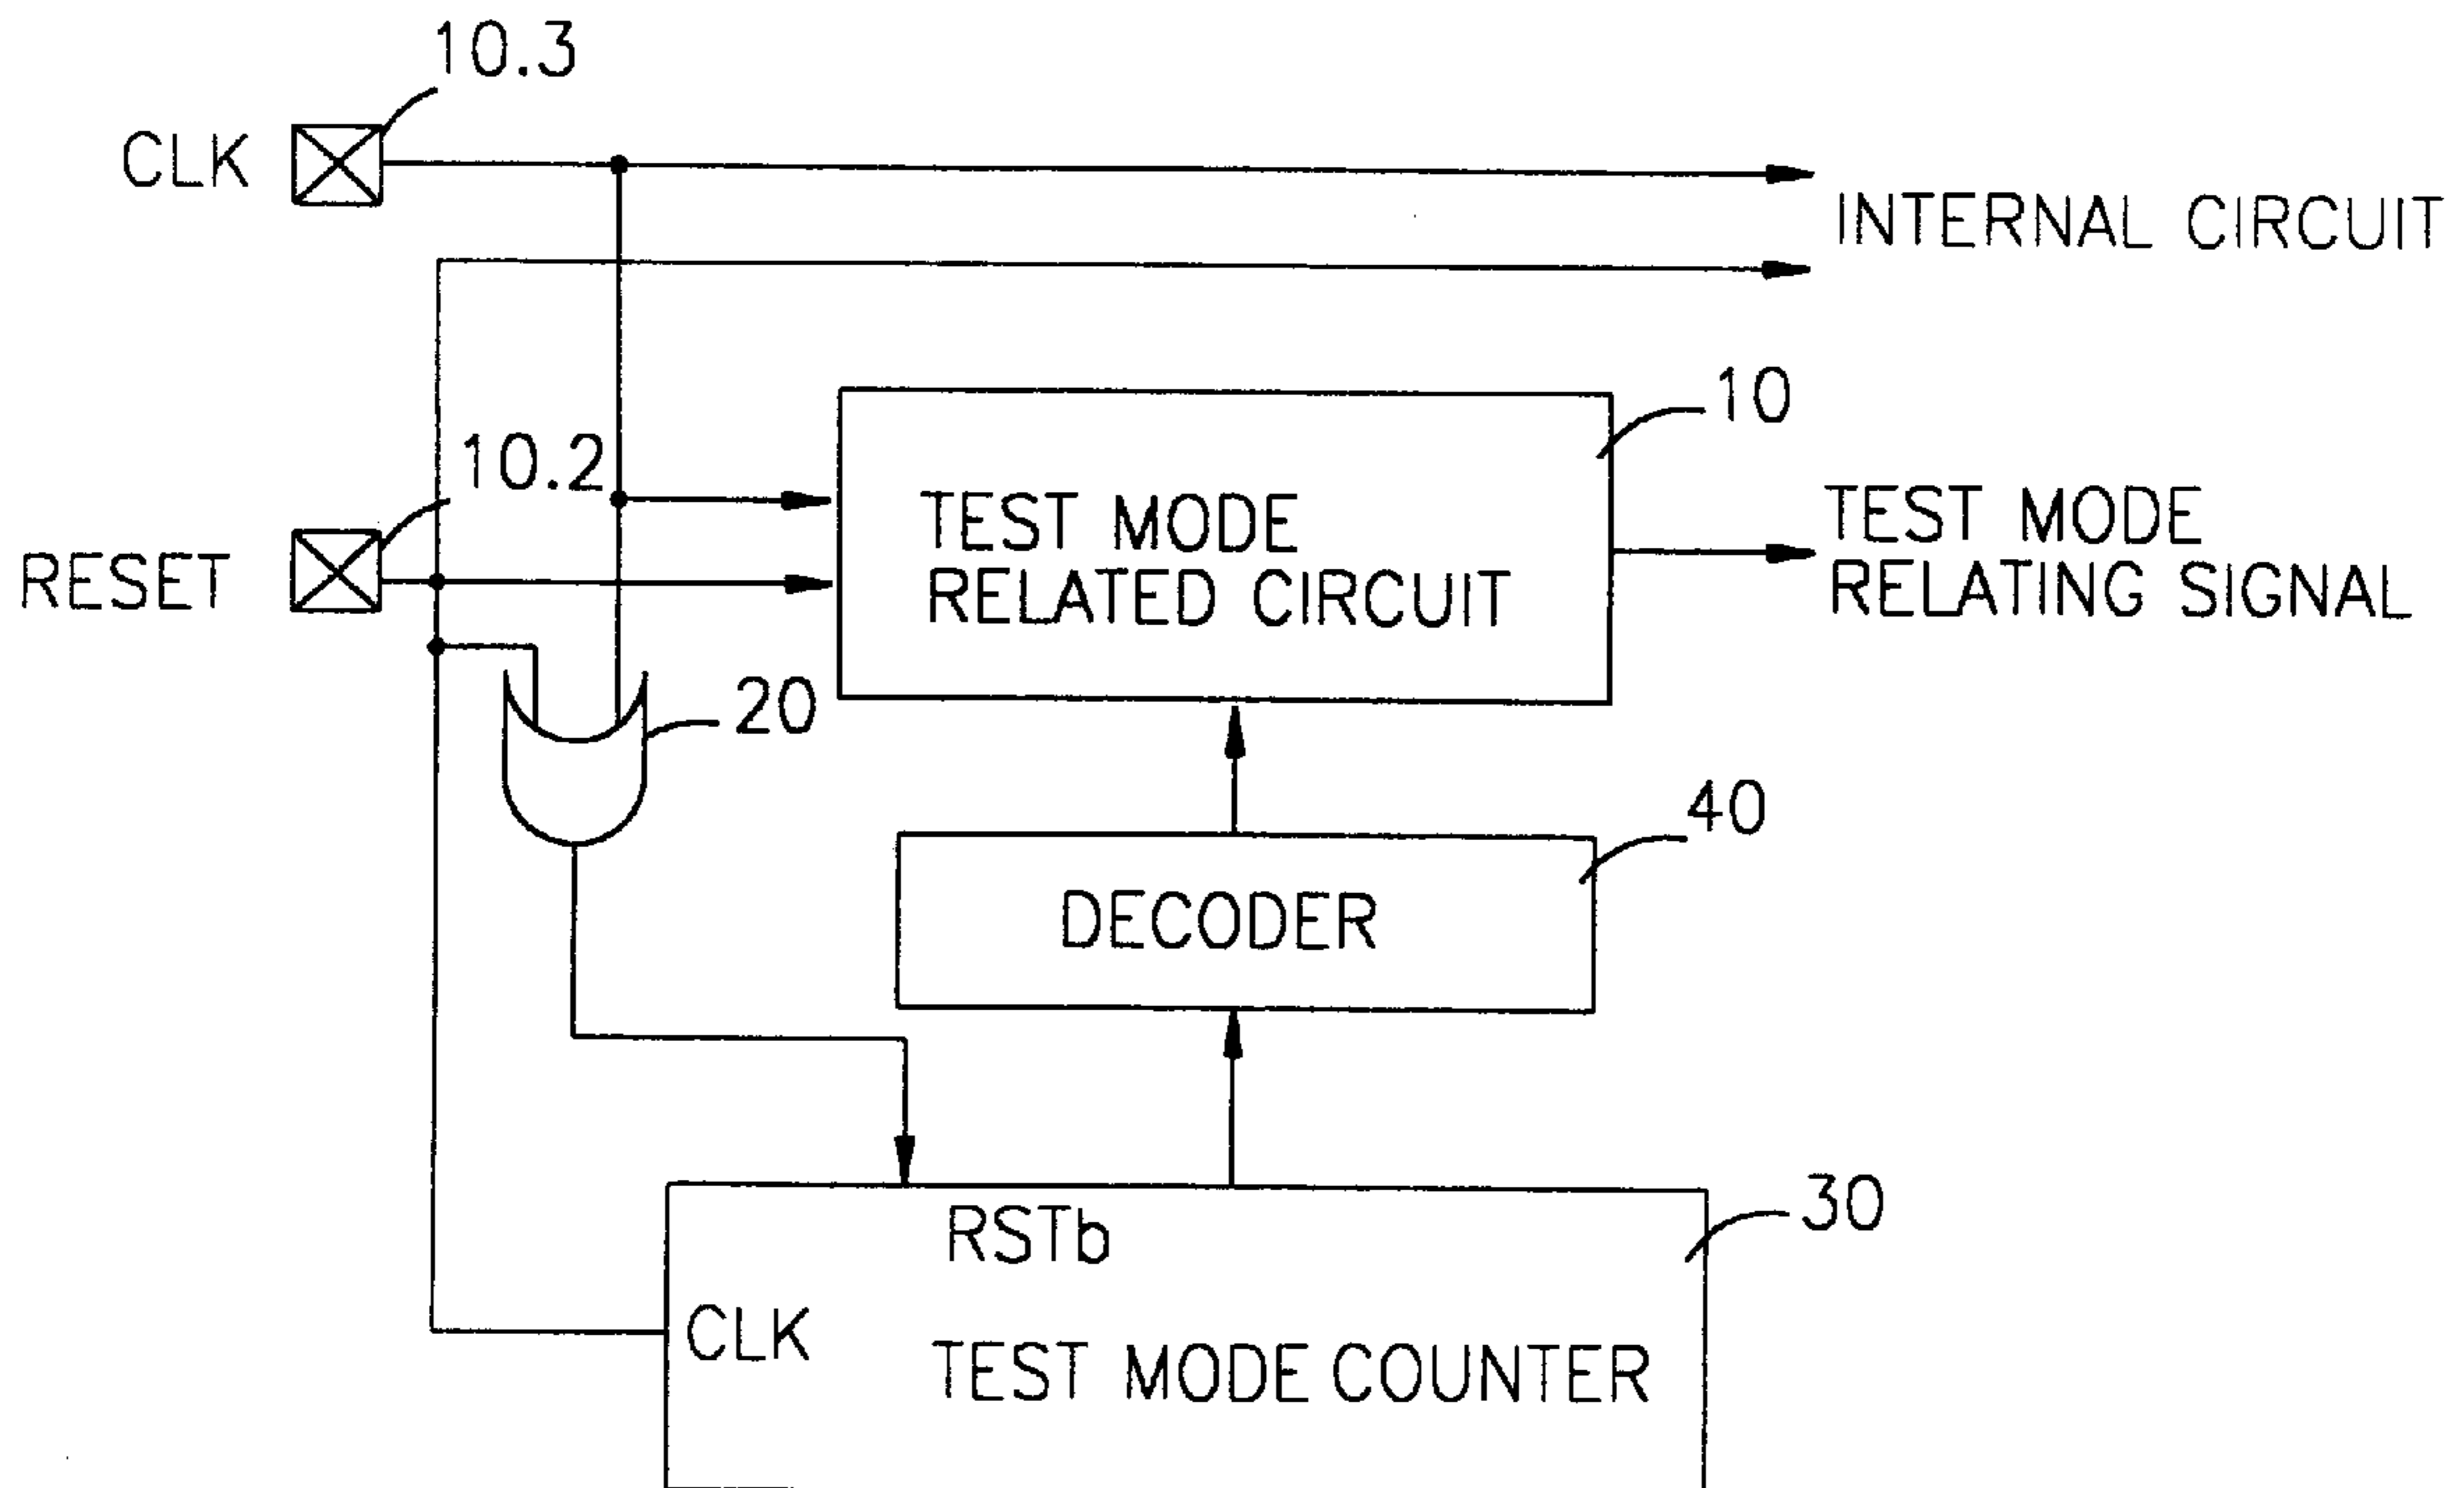 10.3
CLK
INTERNAL CIRCUIT
10
10.2
TEST MODE
RELATED CIRCUIT
TEST MODE
RELATING SIGNAL
RESET
20
40
DECODER
30
RSTb
CLK
TEST MODE COUNTER